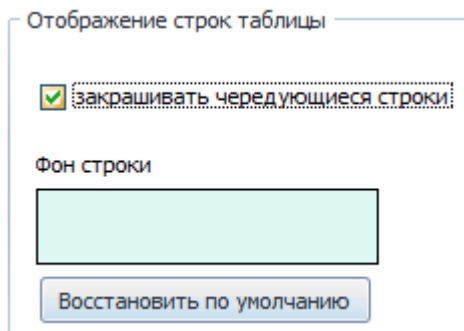 Отображение строк таблицы
закрашивать чередующиеся строки
Фон строки
Восстановить по умолчанию